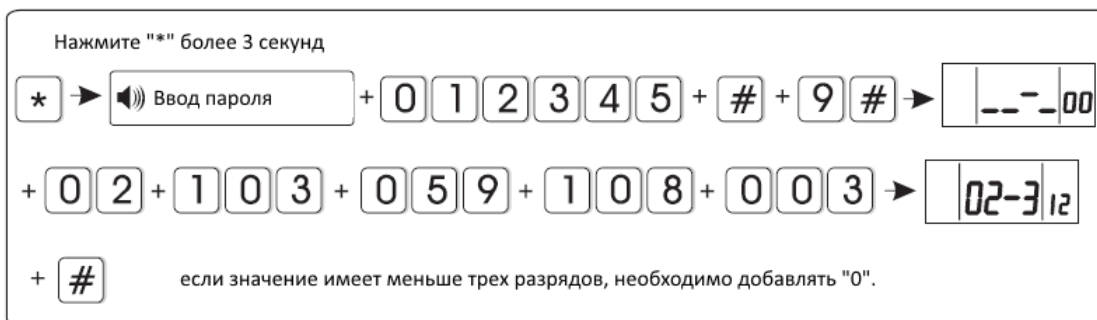 Нажмите "*" более 3 секунд
* Ввод пароля + 0 1 2 3 4 5 + # + 9 # __-_ 00
+ 0 2 + 1 0 3 + 0 5 9 + 1 0 8 + 0 0 3 02-3 12
+ # если значение имеет меньше трех разрядов, необходимо добавлять "0".